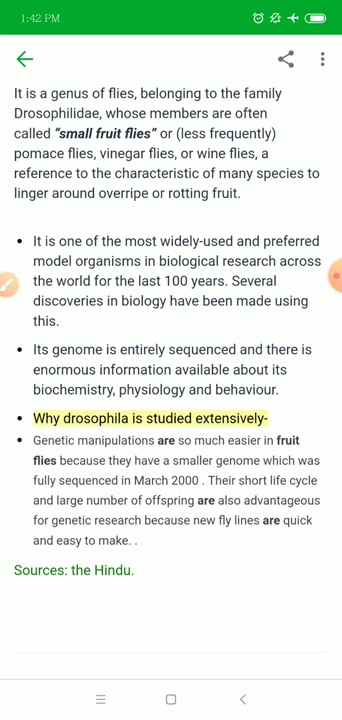 1:42 PM
It is a genus of flies, belonging to the family
Drosophilidae, whose members are often
called “small fruit flies” or (less frequently)
pomace flies, vinegar flies, or wine flies, a
reference to the characteristic of many species to
linger around overripe or rotting fruit.
• It is one of the most widely-used and preferred
model organisms in biological research across
the world for the last 100 years. Several
discoveries in biology have been made using
this.
• Its genome is entirely sequenced and there is
enormous information available about its
biochemistry, physiology and behaviour.
• Why drosophila is studied extensively-
• Genetic manipulations are so much easier in fruit
flies because they have a smaller genome which was
fully sequenced in March 2000 . Their short life cycle
and large number of offspring are also advantageous
for genetic research because new fly lines are quick
and easy to make. .
Sources: the Hindu.